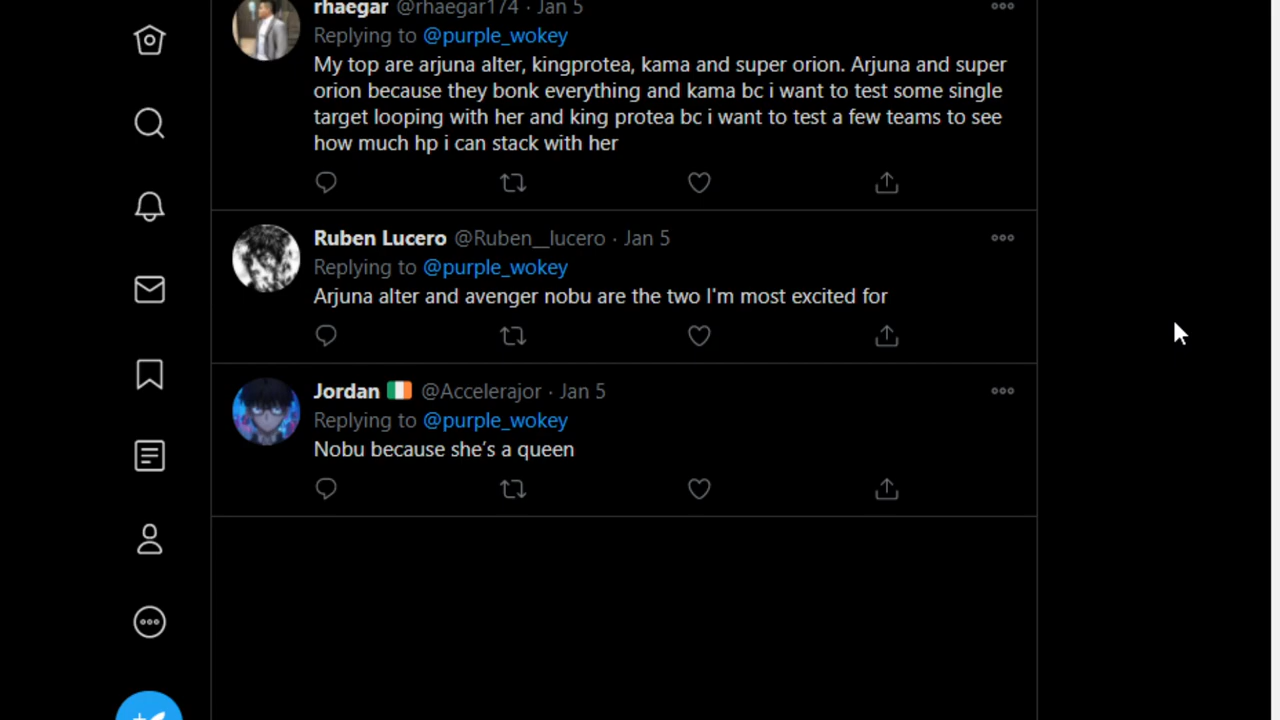 rhaegar @rhaegar174 · Jan 5
Replying to @purple_wokey
My top are arjuna alter, kingprotea, kama and super orion. Arjuna and super
orion because they bonk everything and kama bc i want to test some single
target looping with her and king protea bc i want to test a few teams to see
how much hp i can stack with her
Ruben Lucero @Ruben__lucero · Jan 5
Replying to @purple_wokey
Arjuna alter and avenger nobu are the two I'm most excited for
Jordan 🇮🇪 @Accelerajor · Jan 5
Replying to @purple_wokey
Nobu because she's a queen